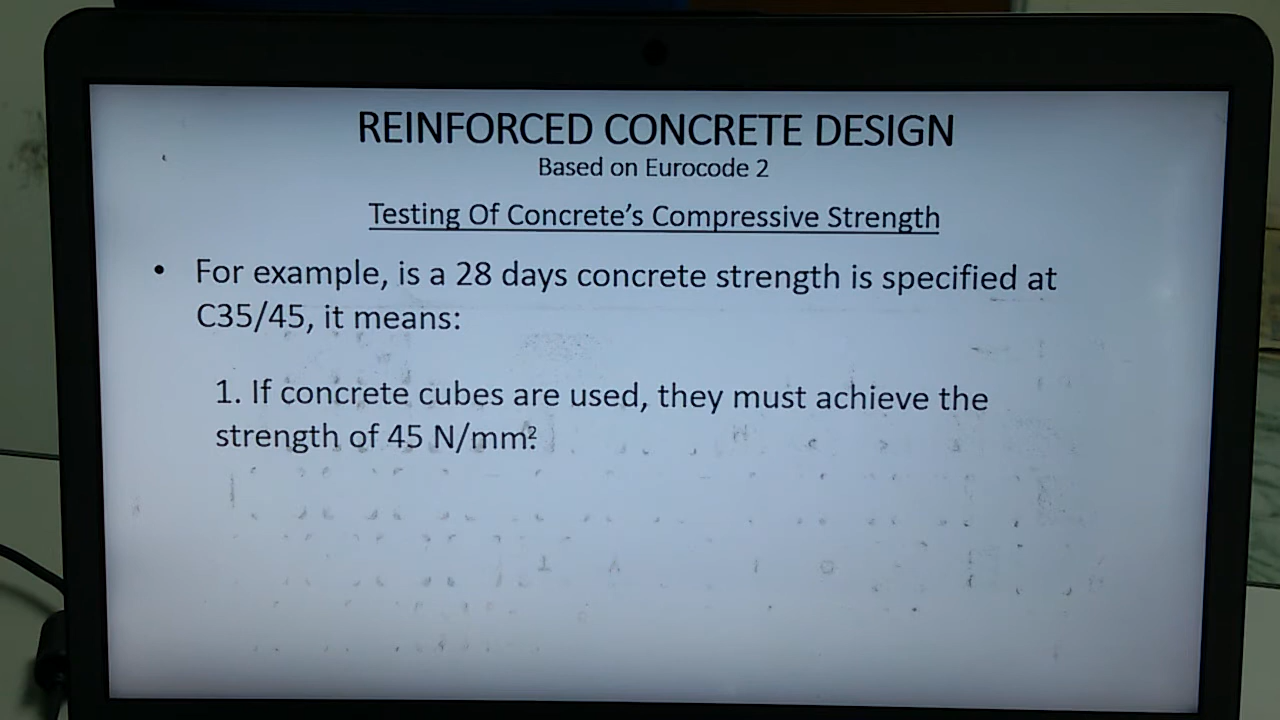 REINFORCED CONCRETE DESIGN
Based on Eurocode 2
Testing Of Concrete's Compressive Strength
• For example, is a 28 days concrete strength is specified at
C35/45, it means:
1. If concrete cubes are used, they must achieve the
strength of 45 N/mm²